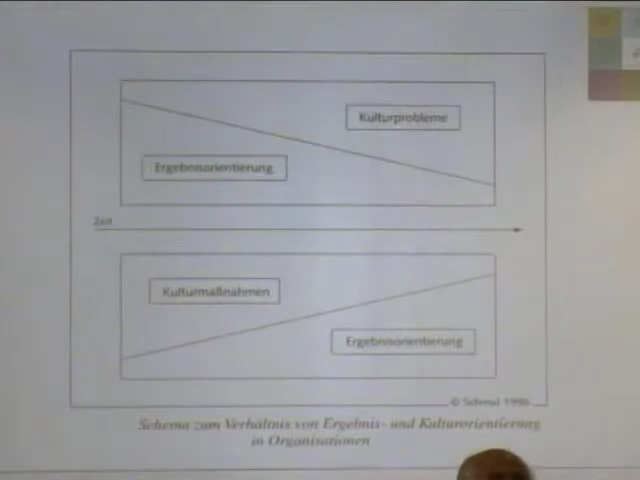 Kulturprobleme
Ergebnisorientierung
Zeit
Kulturmaßnahmen
Ergebnisorientierung
© Schmid 1996
Schema zum Verhältnis von Ergebnis- und Kulturorientierung
in Organisationen